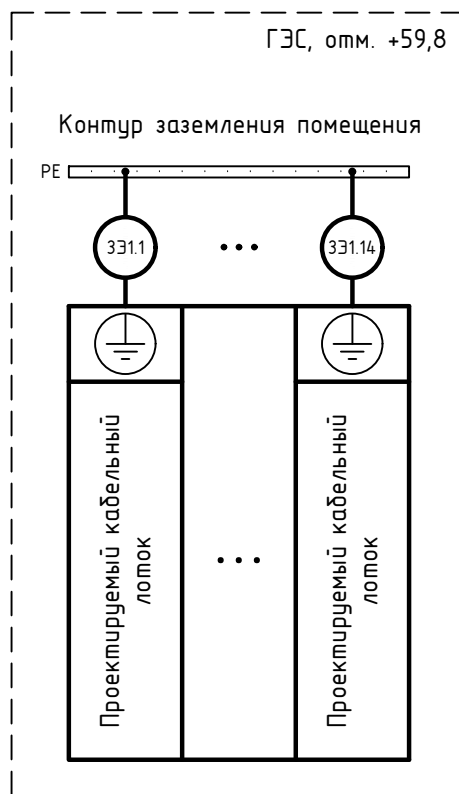 ГЭС, отм. +59,8
Контур заземления помещения
PE
ЗЭ1.1
ЗЭ1.14
Проектируемый кабельный
лоток
Проектируемый кабельный
лоток